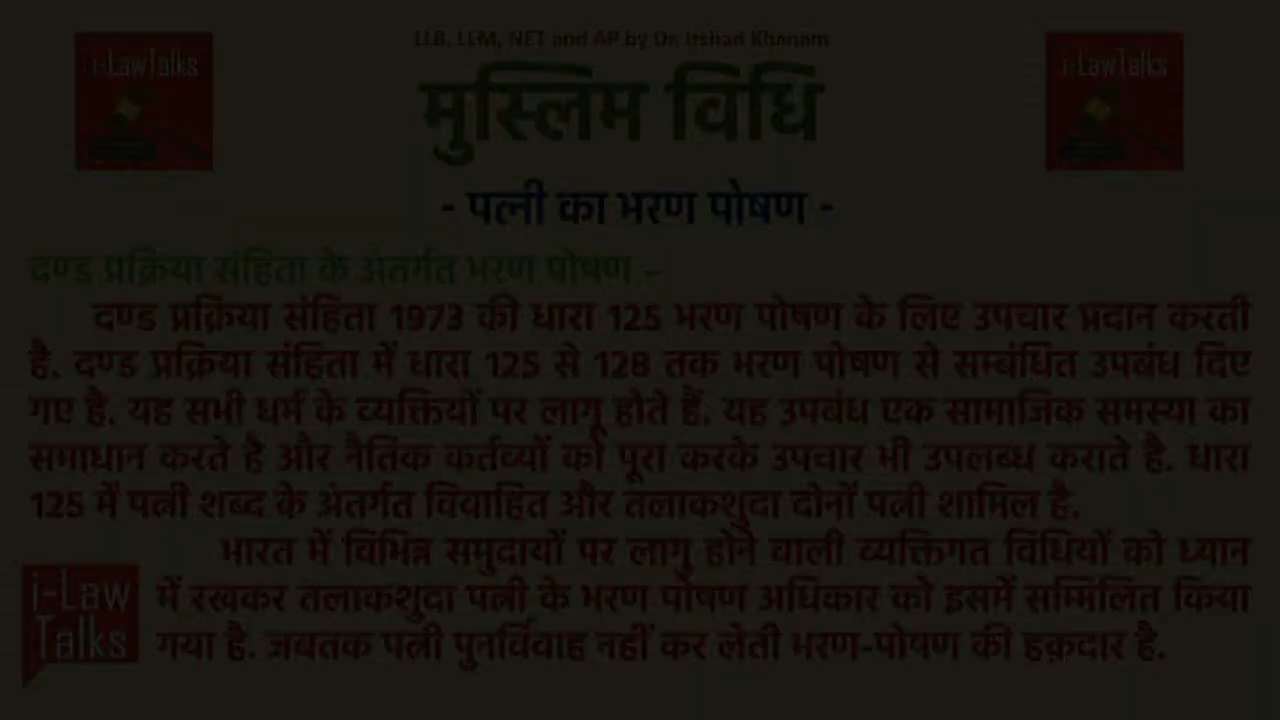 i-LawTalks
LLB, LLM, NET and AP by Dr. Irshad Khanam
i-LawTalks
मुस्लिम विधि
- पत्नी का भरण पोषण -
दण्ड प्रक्रिया संहिता के अंतर्गत भरण पोषण –
दण्ड प्रक्रिया संहिता 1973 की धारा 125 भरण पोषण के लिए उपचार प्रदान करती
है. दण्ड प्रक्रिया संहिता में धारा 125 से 128 तक भरण पोषण से सम्बंधित उपबंध दिए
गए है. यह सभी धर्म के व्यक्तियों पर लागू होते हैं. यह उपबंध एक सामाजिक समस्या का
समाधान करते है और नैतिक कर्तव्यों को पूरा करके उपचार भी उपलब्ध कराते है. धारा
125 में पत्नी शब्द के अंतर्गत विवाहित और तलाकशुदा दोनों पत्नी शामिल है.
भारत में विभिन्न समुदायों पर लागु होने वाली व्यक्तिगत विधियों को ध्यान
में रखकर तलाकशुदा पत्नी के भरण पोषण अधिकार को इसमें सम्मिलित किया
गया है. जबतक पत्नी पुनर्विवाह नहीं कर लेती भरण-पोषण की हक़दार है.
i-Law
Talks